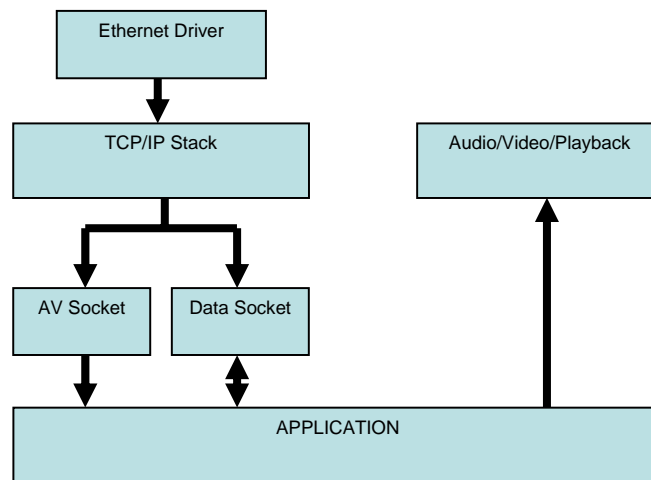 Ethernet Driver
TCP/IP Stack
Audio/Video/Playback
AV Socket
Data Socket
APPLICATION